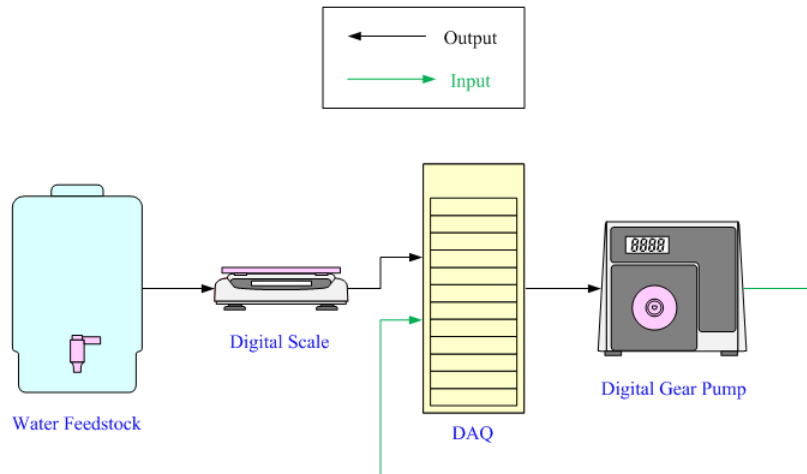 Output
Input
8888
Digital Scale
Water Feedstock
DAQ
Digital Gear Pump